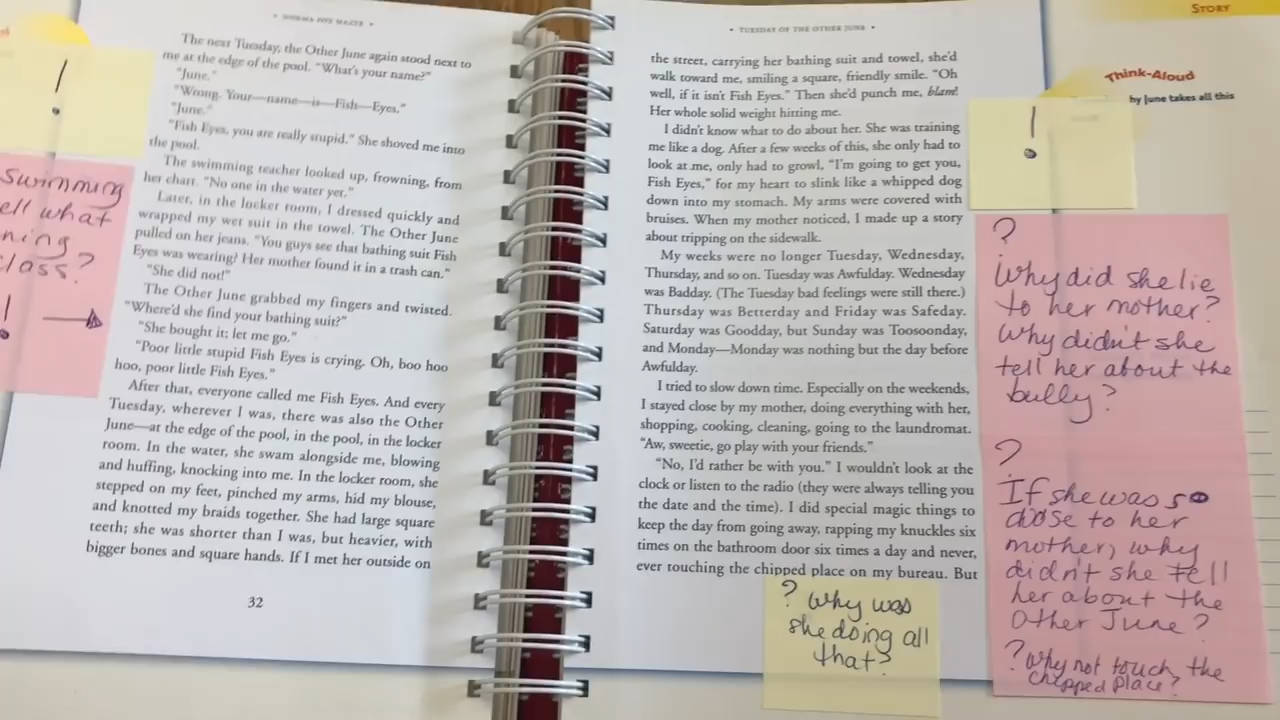 NORMA FOX MAZER
The next Tuesday, the Other June again stood next to
me at the edge of the pool. "What's your name?"
"June."
"Wrong. Your—name—is—Fish—Eyes."
"June."
"Fish Eyes, you are really stupid." She shoved me into
the pool.
The swimming teacher looked up, frowning, from
her chart. "No one in the water yet."
Later, in the locker room, I dressed quickly and
wrapped my wet suit in the towel. The Other June
pulled on her jeans. "You guys see that bathing suit Fish
Eyes was wearing? Her mother found it in a trash can."
"She did not!"
The Other June grabbed my fingers and twisted.
"Where'd she find your bathing suit?"
"She bought it; let me go."
"Poor little stupid Fish Eyes is crying. Oh, boo hoo
hoo, poor little Fish Eyes."
After that, everyone called me Fish Eyes. And every
Tuesday, wherever I was, there was also the Other
June—at the edge of the pool, in the pool, in the locker
room. In the water, she swam alongside me, blowing
and huffing, knocking into me. In the locker room, she
stepped on my feet, pinched my arms, hid my blouse,
and knotted my braids together. She had large square
teeth; she was shorter than I was, but heavier, with
bigger bones and square hands. If I met her outside on
32
!
swimming
ell what
ning
class?
!
TUESDAY OF THE OTHER JUNE
the street, carrying her bathing suit and towel, she'd
walk toward me, smiling a square, friendly smile. "Oh
well, if it isn't Fish Eyes." Then she'd punch me, blam!
Her whole solid weight hitting me.
I didn't know what to do about her. She was training
me like a dog. After a few weeks of this, she only had to
look at me, only had to growl, "I'm going to get you,
Fish Eyes," for my heart to slink like a whipped dog
down into my stomach. My arms were covered with
bruises. When my mother noticed, I made up a story
about tripping on the sidewalk.
My weeks were no longer Tuesday, Wednesday,
Thursday, and so on. Tuesday was Awfulday. Wednesday
was Badday. (The Tuesday bad feelings were still there.)
Thursday was Betterday and Friday was Safeday.
Saturday was Goodday, but Sunday was Toosoonday,
and Monday—Monday was nothing but the day before
Awfulday.
I tried to slow down time. Especially on the weekends,
I stayed close by my mother, doing everything with her,
shopping, cooking, cleaning, going to the laundromat.
"Aw, sweetie, go play with your friends."
"No, I'd rather be with you." I wouldn't look at the
clock or listen to the radio (they were always telling you
the date and the time). I did special magic things to
keep the day from going away, rapping my knuckles six
times on the bathroom door six times a day and never,
ever touching the chipped place on my bureau. But
? Why was
she doing all
that?
STORY
Think-Aloud
hy June takes all this
!
?
Why did she lie
to her mother?
Why didn't she
tell her about the
bully?
?
If she was so
close to her
mother, why
didn't she tell
her about the
Other June?
? Why not touch the
chipped place?